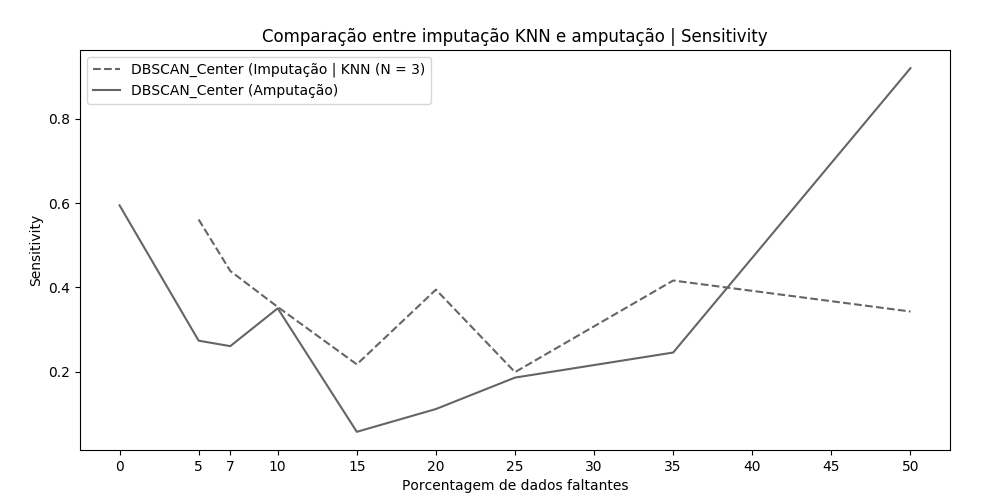 Comparação entre imputação KNN e amputação | Sensitivity
DBSCAN_Center (Imputação | KNN (N = 3)
DBSCAN_Center (Amputação)
0.8
0.6
0.4
0.2
Sensitivity
0 5 7 10 15 20 25 30 35 40 45 50
Porcentagem de dados faltantes